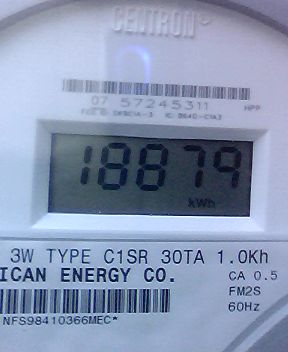 CENTRON
07 57245311 HPP
18879
kWh
3W TYPE C1SR 30TA 1.0Kh
ICAN ENERGY CO. CA 0.5
FM2S
60Hz
NFS98410366MEC*